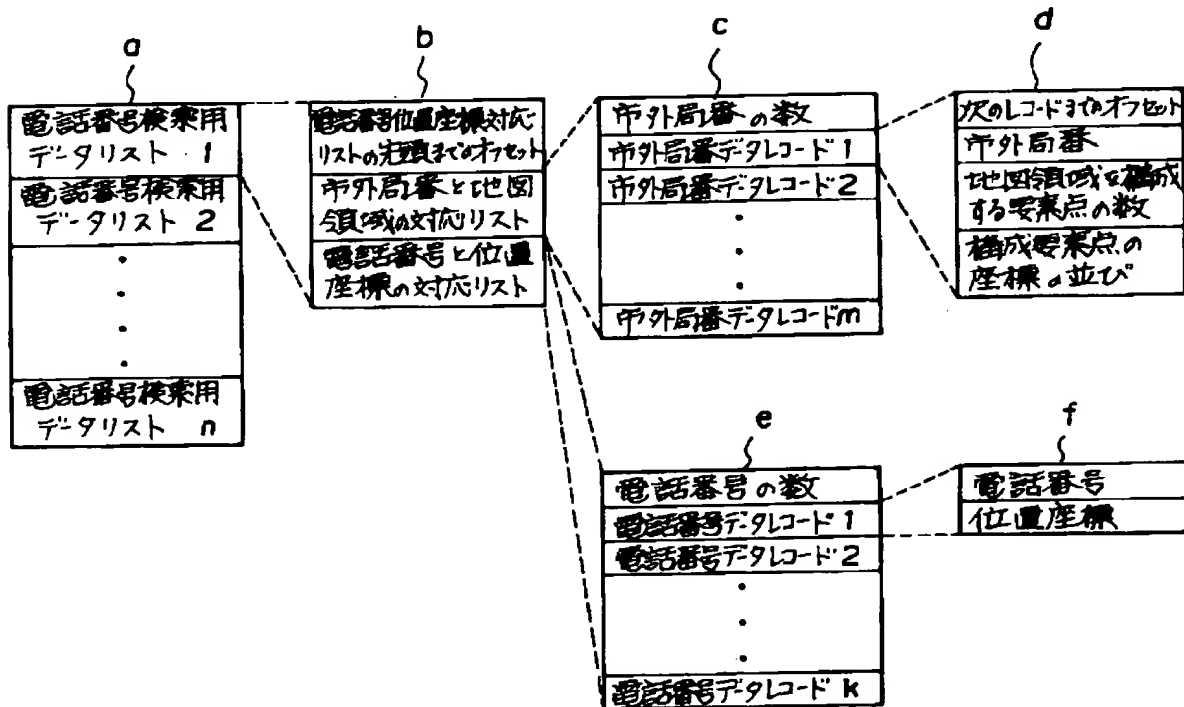 a
電話番号検索用
データリスト 1
電話番号検索用
データリスト 2
電話番号検索用
データリスト n
b
電話番号位置座標対応
リストの先頭までのオフセット
市外局番と地図
領域の対応リスト
電話番号と位置
座標の対応リスト
c
市外局番の数
市外局番データレコード1
市外局番データレコード2
市外局番データレコードm
d
次のレコードまでのオフセット
市外局番
地図領域を構成
する要素点の数
構成要素点の
座標の並び
e
電話番号の数
電話番号データレコード1
電話番号データレコード2
電話番号データレコードk
f
電話番号
位置座標